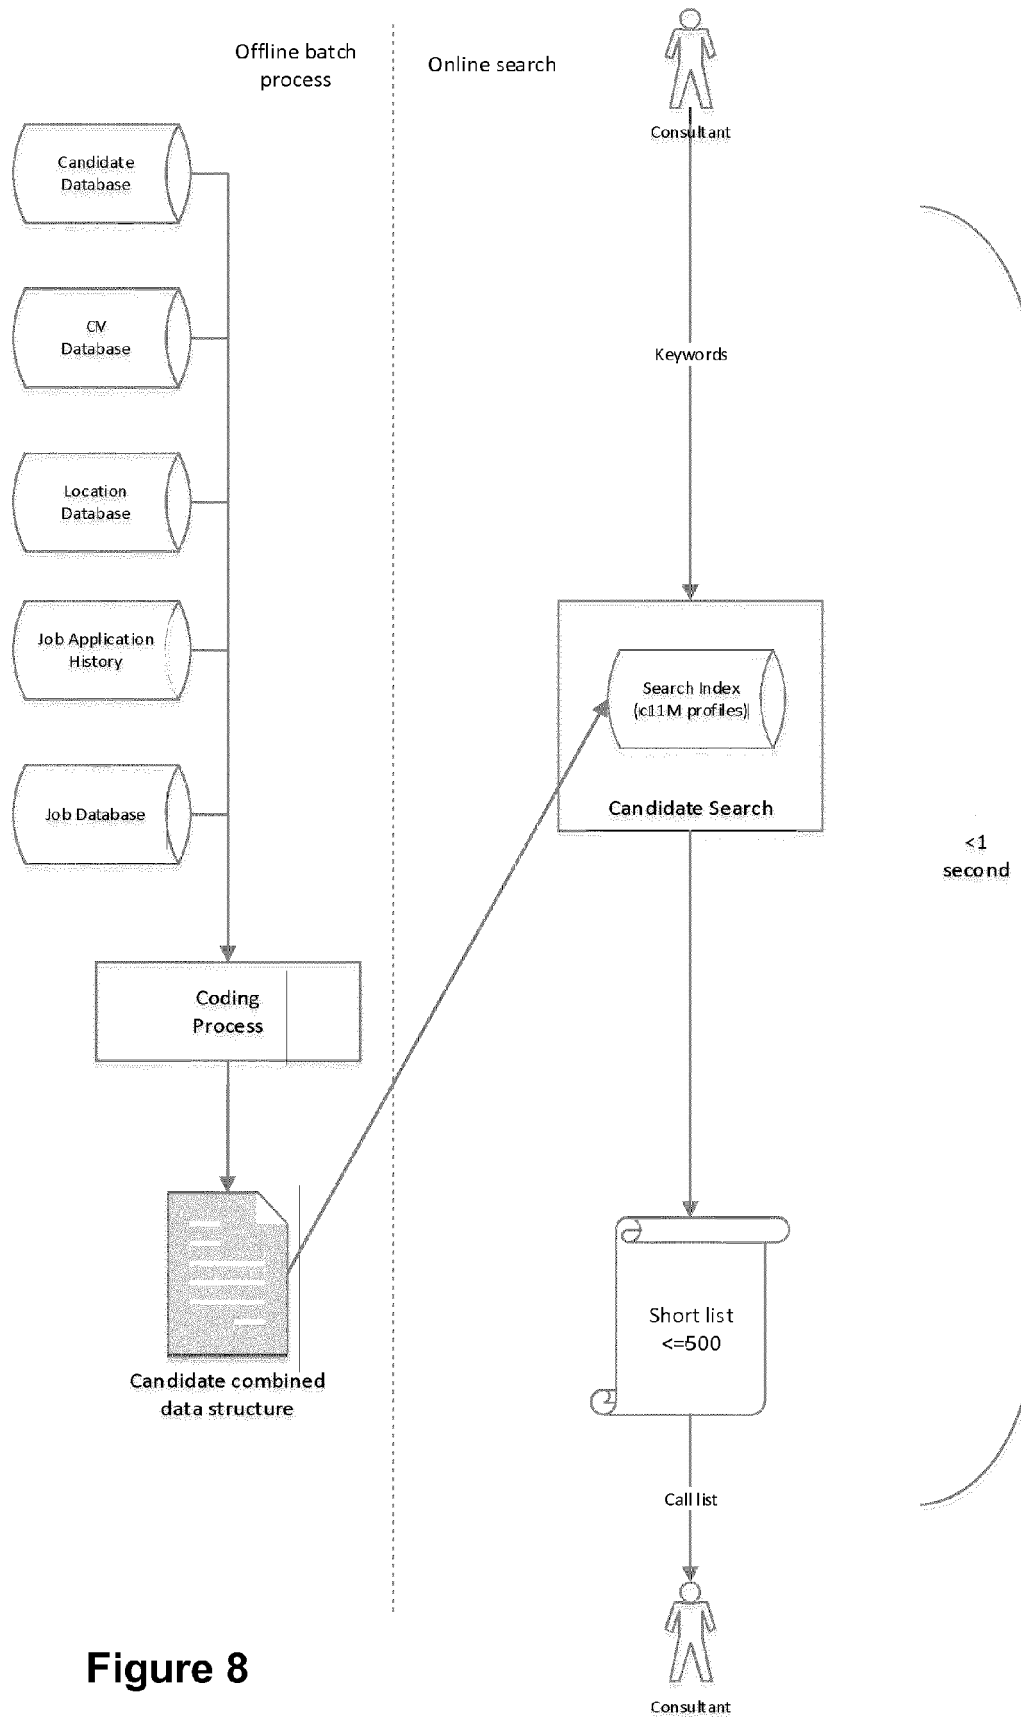 Offline batch
process
Online search
Consultant
Candidate
Database
CV
Database
Keywords
Location
Database
Job Application
History
Search Index
(c11M profiles)
Candidate Search
Job Database
<1
second
Coding
Process
Short list
<=500
Candidate combined
data structure
Call list
Figure 8
Consultant